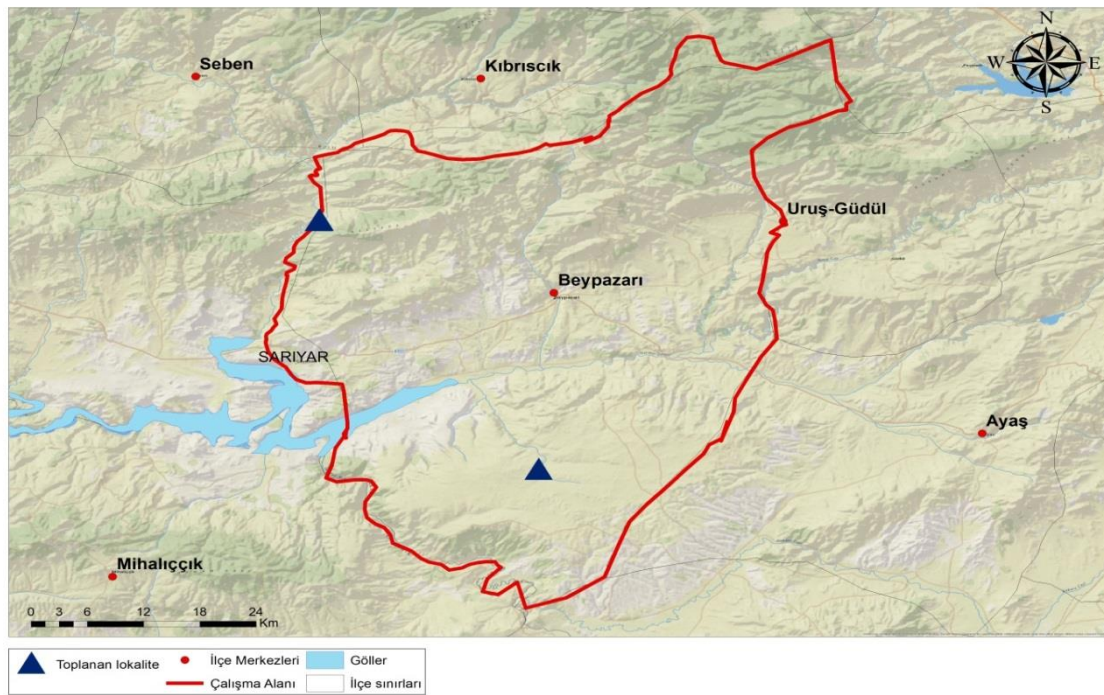 N
Seben
Kıbrıscık
W E
S
Uruş-Güdül
Beypazarı
SARIYAR
Ayaş
Mihalıççık
0 3 6 12 18 24
Km
Toplanan lokalite
İlçe Merkezleri
Göller
Çalışma Alanı
İlçe sınırları